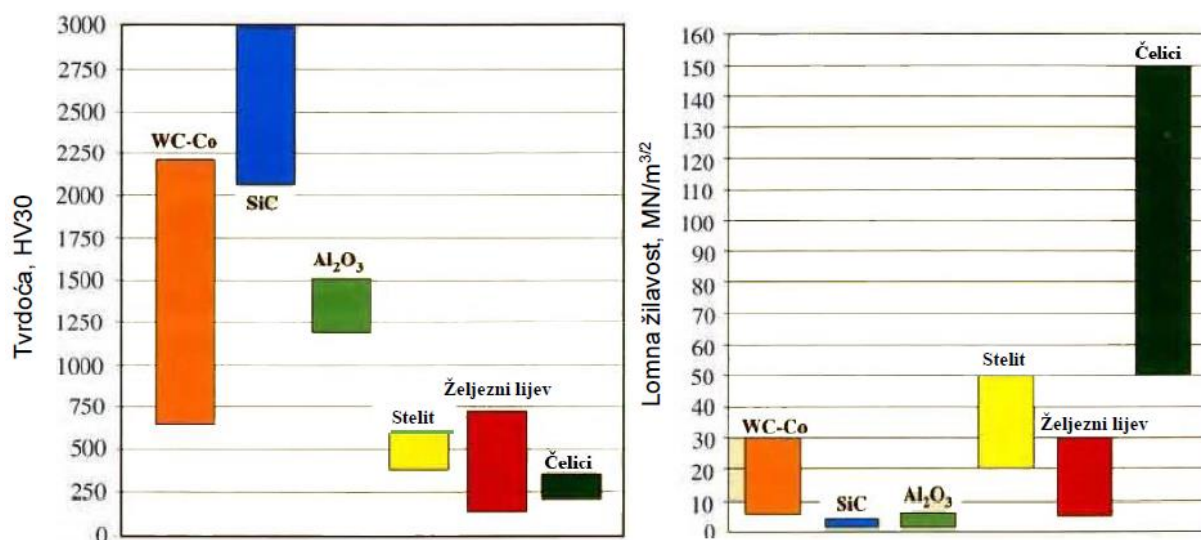 Tvrdoća, HV30
3000
2750
2500
2250
2000
1750
1500
1250
1000
750
500
250
0
WC-Co
SiC
Al₂O₃
Stelit
Željezni lijev
Čelici
Lomna žilavost, MN/m³ᐟ²
160
150
140
130
120
110
100
90
80
70
60
50
40
30
20
10
0
WC-Co
SiC
Al₂O₃
Stelit
Željezni lijev
Čelici